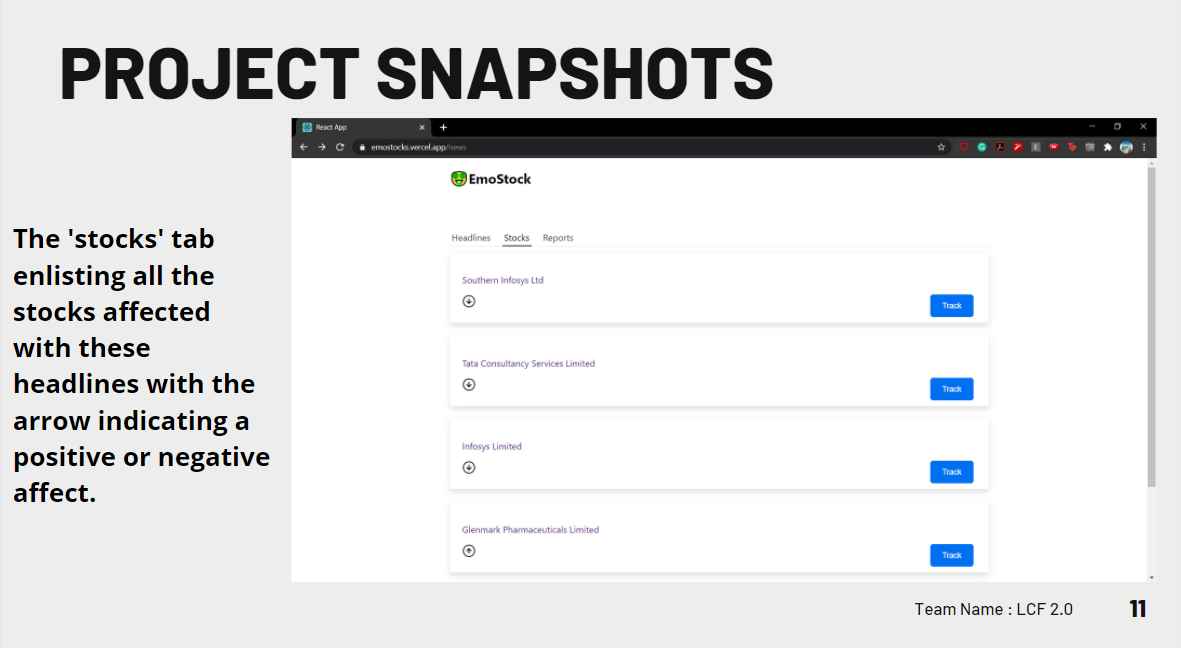 PROJECT SNAPSHOTS
React App
emostocks.vercel.app/news
EmoStock
Headlines Stocks Reports
The 'stocks' tab
enlisting all the
stocks affected
with these
headlines with the
arrow indicating a
positive or negative
affect.
Southern Infosys Ltd
Track
Tata Consultancy Services Limited
Track
Infosys Limited
Track
Glenmark Pharmaceuticals Limited
Track
Team Name : LCF 2.0
11